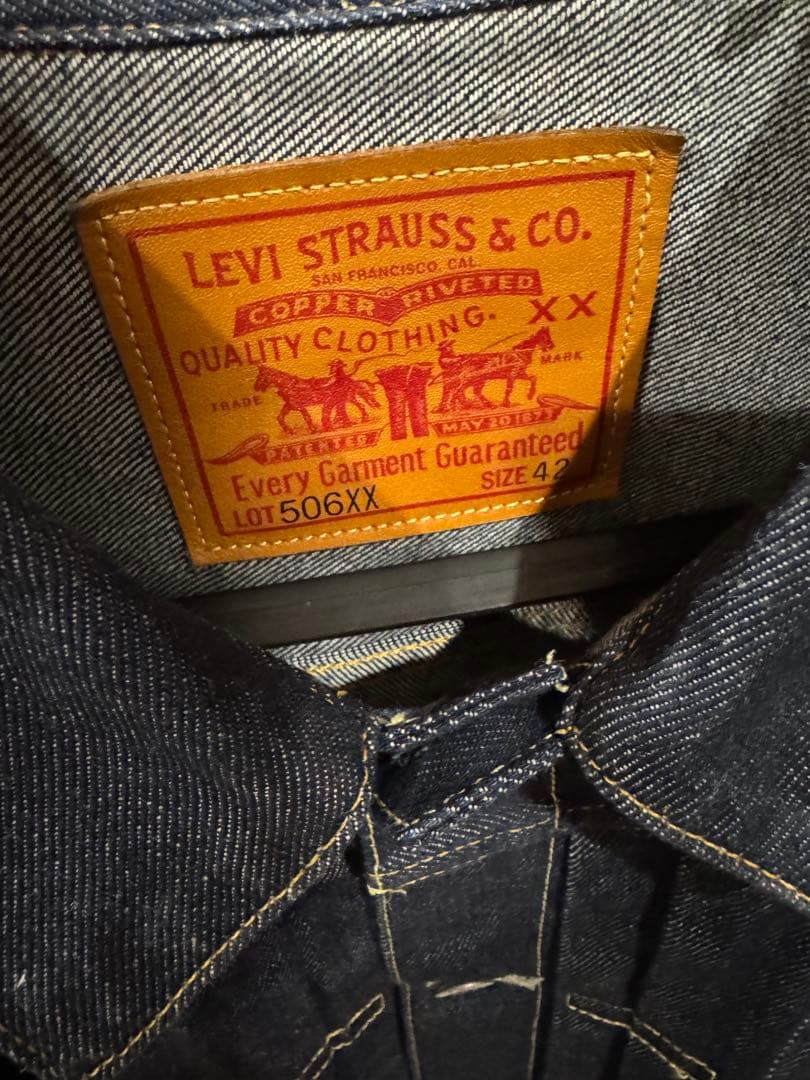 LEVI STRAUSS & CO.
SAN FRANCISCO, CAL.
COPPER RIVETED
QUALITY CLOTHING. XX
TRADE MARK
PATENTED MAY 20 1873
Every Garment Guaranteed
LOT 506XX SIZE 42